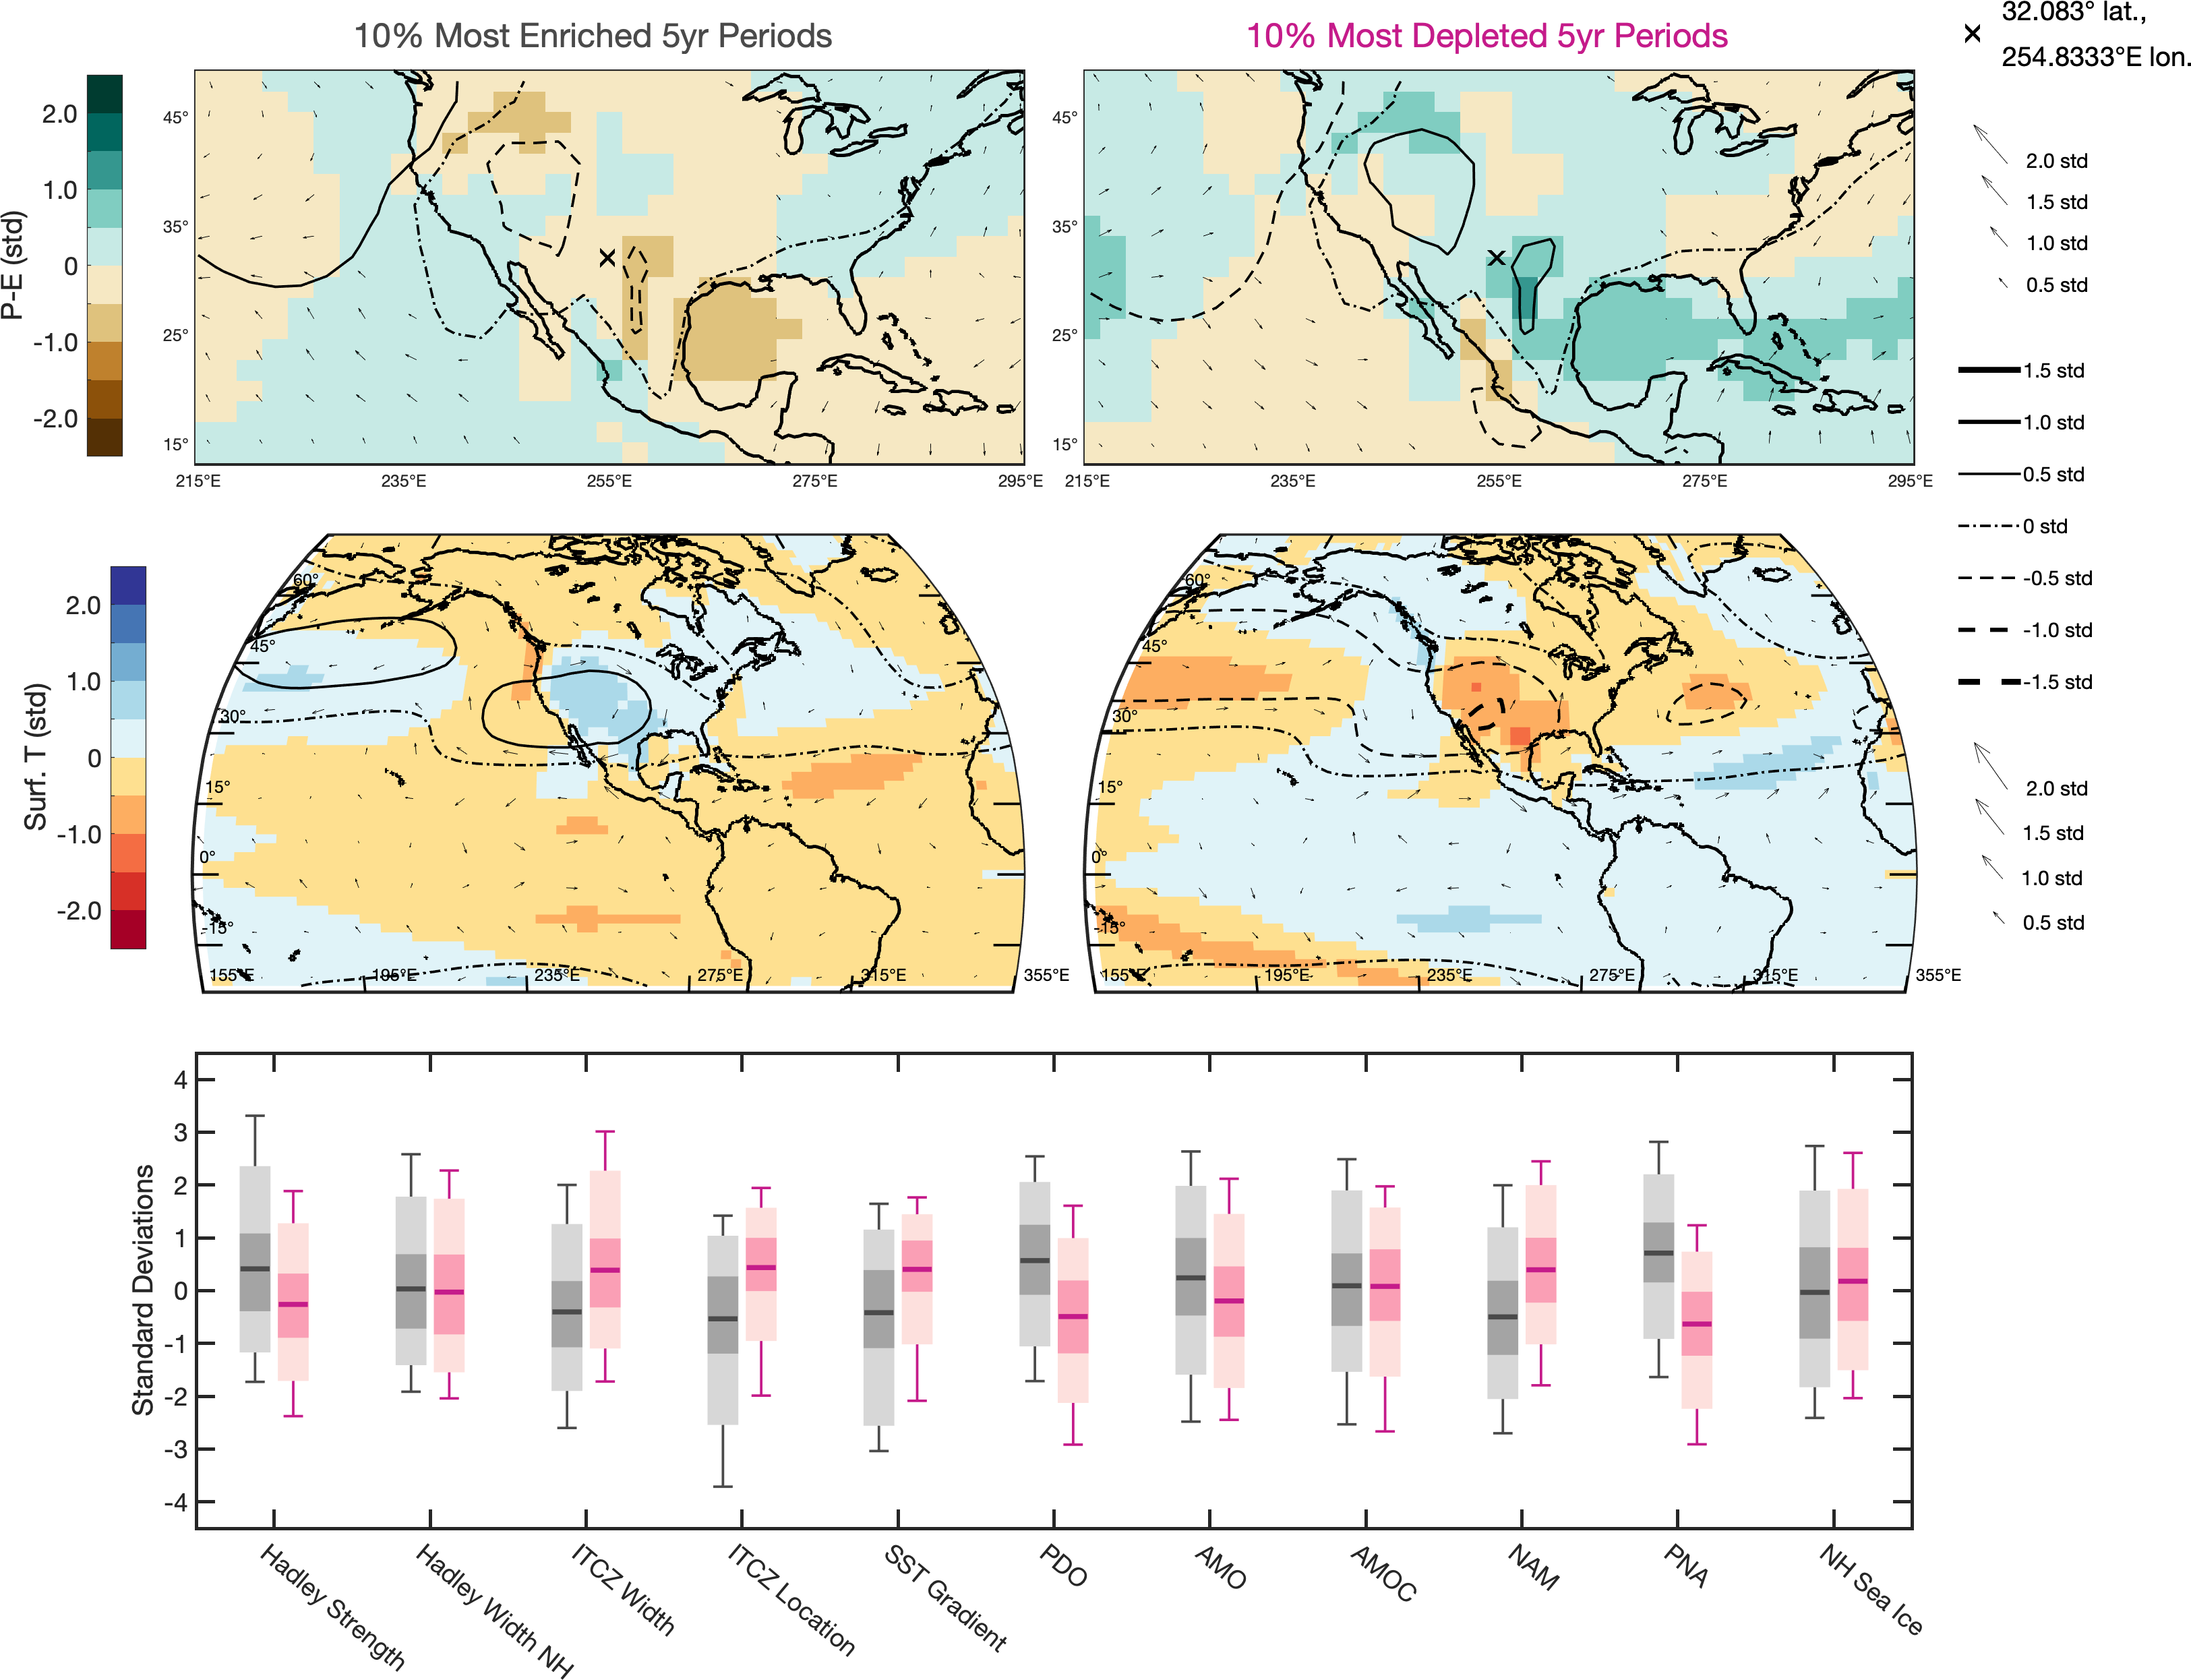 10% Most Enriched 5yr Periods
10% Most Depleted 5yr Periods
32.083° lat.,
254.8333°E lon.
P-E (std)
2.0
1.0
0
-1.0
-2.0
45°
35°
25°
15°
215°E
235°E
255°E
275°E
295°E
45°
35°
25°
15°
215°E
235°E
255°E
275°E
295°E
2.0 std
1.5 std
1.0 std
0.5 std
1.5 std
1.0 std
0.5 std
0 std
-0.5 std
-1.0 std
-1.5 std
Surf. T (std)
2.0
1.0
0
-1.0
-2.0
60°
45°
30°
15°
0°
-15°
155°E
195°E
235°E
275°E
315°E
355°E
60°
45°
30°
15°
0°
-15°
155°E
195°E
235°E
275°E
315°E
355°E
2.0 std
1.5 std
1.0 std
0.5 std
Standard Deviations
4
3
2
1
0
-1
-2
-3
-4
Hadley Strength
Hadley Width NH
ITCZ Width
ITCZ Location
SST Gradient
PDO
AMO
AMOC
NAM
PNA
NH Sea Ice